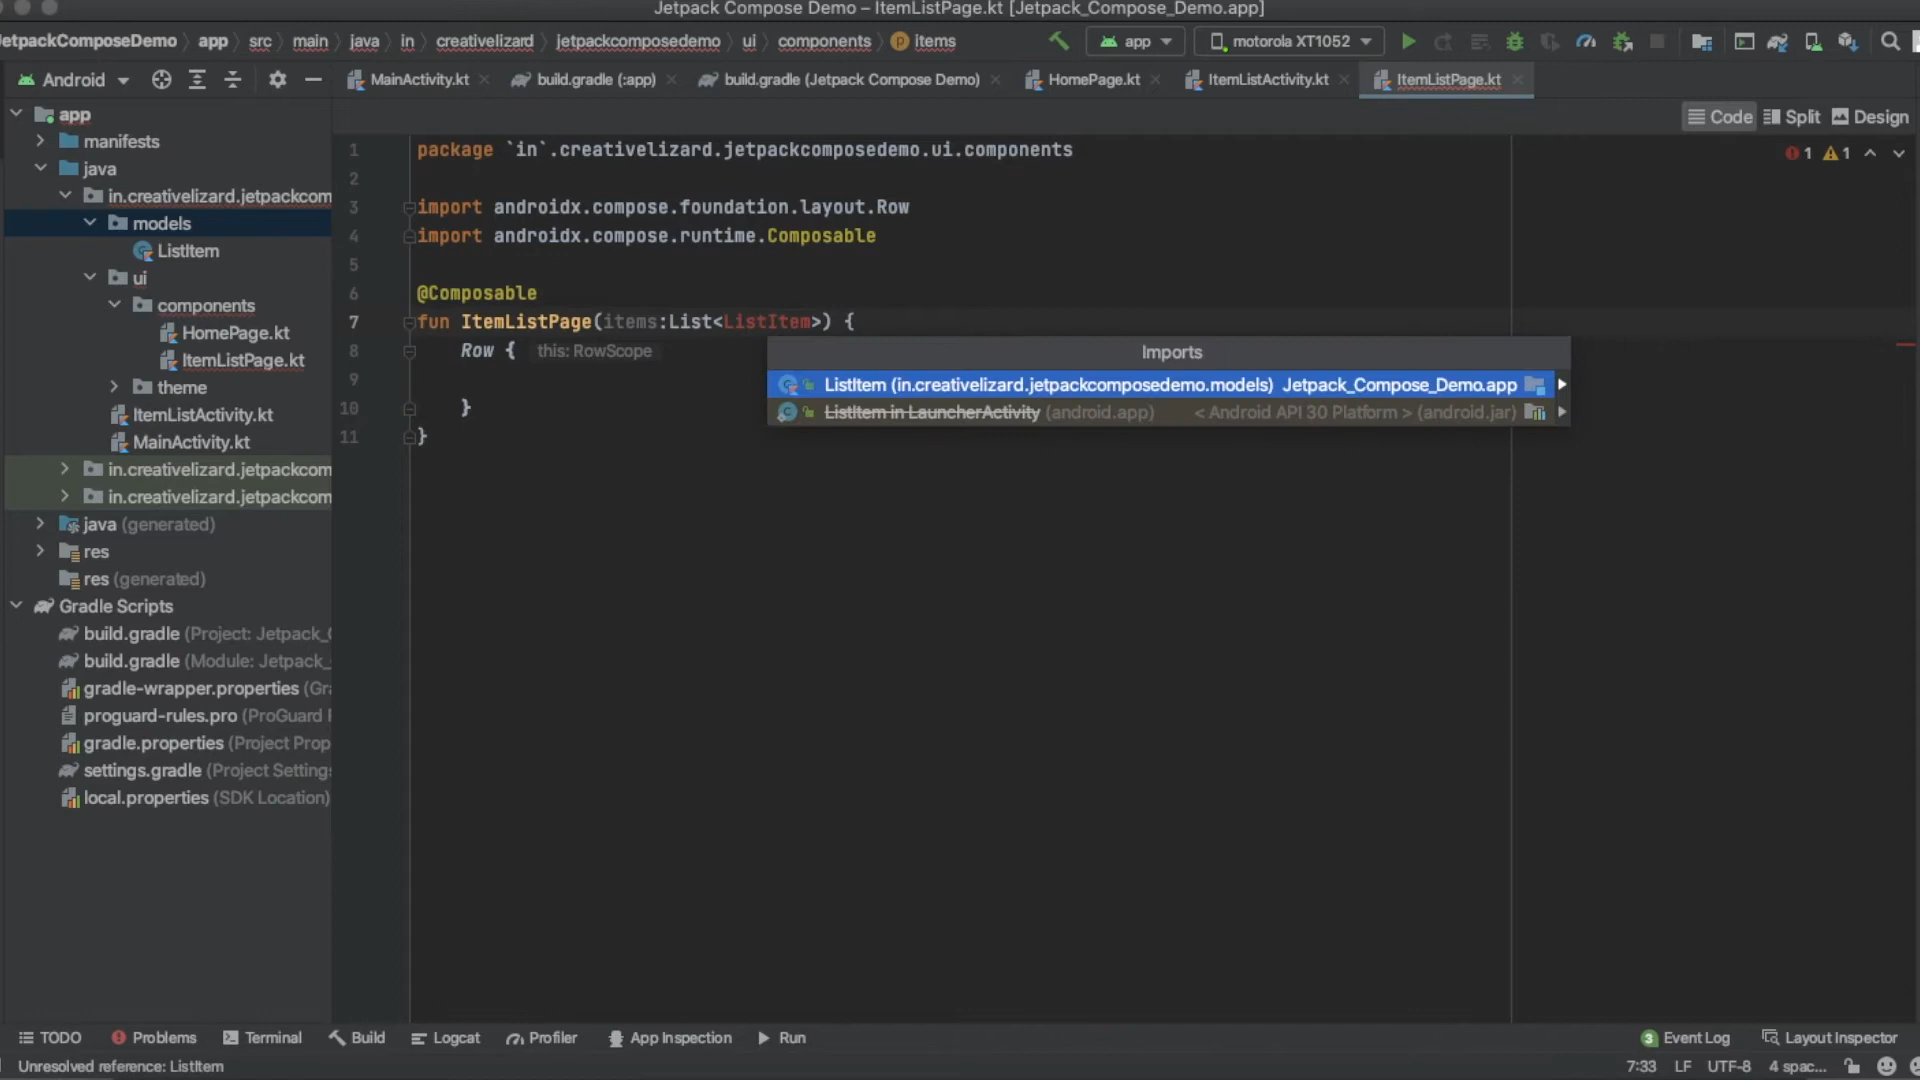 Jetpack Compose Demo – ItemListPage.kt [Jetpack_Compose_Demo.app]
JetpackComposeDemo app src main java in creativelizard jetpackcomposedemo ui components items
app motorola XT1052
Android
MainActivity.kt build.gradle (:app) build.gradle (Jetpack Compose Demo) HomePage.kt ItemListActivity.kt ItemListPage.kt
Code Split Design
1 1
app
manifests
java
in.creativelizard.jetpackcom
models
ListItem
ui
components
HomePage.kt
ItemListPage.kt
theme
ItemListActivity.kt
MainActivity.kt
in.creativelizard.jetpackcom
in.creativelizard.jetpackcom
java (generated)
res
res (generated)
Gradle Scripts
build.gradle (Project: Jetpack_
build.gradle (Module: Jetpack_
gradle-wrapper.properties (Gra
proguard-rules.pro (ProGuard
gradle.properties (Project Prop
settings.gradle (Project Settings
local.properties (SDK Location)
1 package `in`.creativelizard.jetpackcomposedemo.ui.components
2
3 import androidx.compose.foundation.layout.Row
4 import androidx.compose.runtime.Composable
5
6 @Composable
7 fun ItemListPage(items:List<ListItem>) {
8 Row { this: RowScope
9
10 }
11 }
Imports
ListItem (in.creativelizard.jetpackcomposedemo.models) Jetpack_Compose_Demo.app
ListItem in LauncherActivity (android.app) < Android API 30 Platform > (android.jar)
TODO Problems Terminal Build Logcat Profiler App Inspection Run 3 Event Log Layout Inspector
Unresolved reference: ListItem 7:33 LF UTF-8 4 spac...